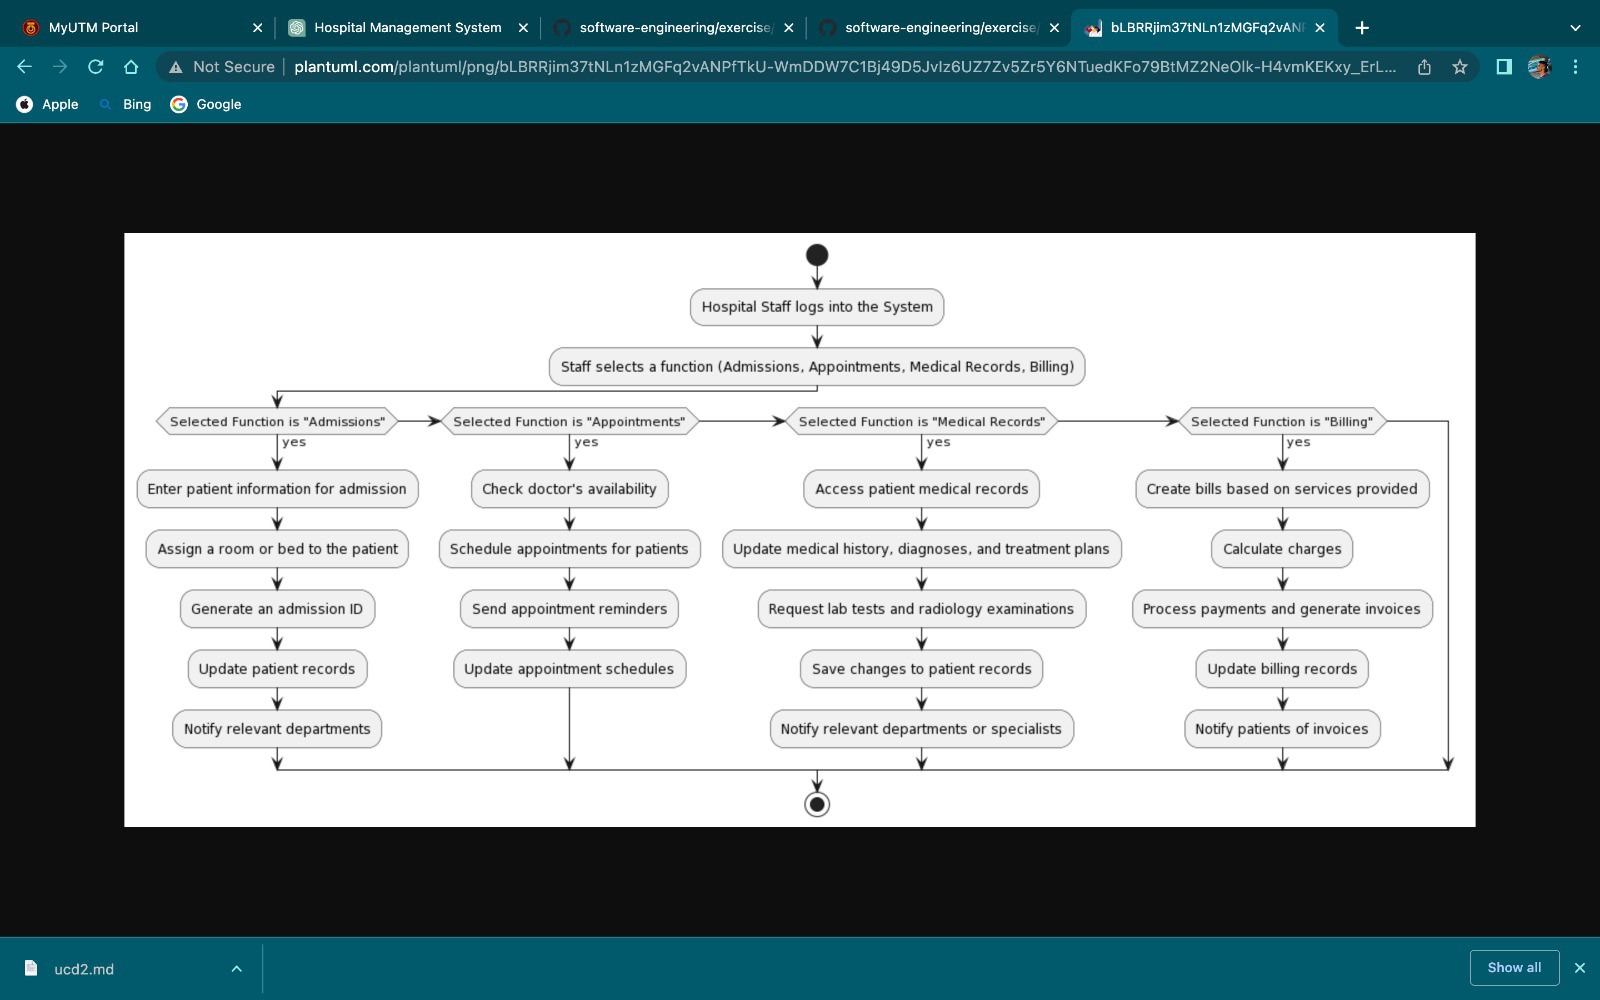 MyUTM Portal
Hospital Management System
software-engineering/exercise/
software-engineering/exercise/
bLBRRjim37tNLn1zMGFq2vANP
Not Secure
plantuml.com/plantuml/png/bLBRRjim37tNLn1zMGFq2vANPfTkU-WmDDW7C1Bj49D5JvIz6UZ7Zv5Zr5Y6NTuedKFo79BtMZ2NeOlk-H4vmKEKxy_ErL...
Apple
Bing
Google
Hospital Staff logs into the System
Staff selects a function (Admissions, Appointments, Medical Records, Billing)
Selected Function is "Admissions"
Selected Function is "Appointments"
Selected Function is "Medical Records"
Selected Function is "Billing"
yes
yes
yes
yes
Enter patient information for admission
Check doctor's availability
Access patient medical records
Create bills based on services provided
Assign a room or bed to the patient
Schedule appointments for patients
Update medical history, diagnoses, and treatment plans
Calculate charges
Generate an admission ID
Send appointment reminders
Request lab tests and radiology examinations
Process payments and generate invoices
Update patient records
Update appointment schedules
Save changes to patient records
Update billing records
Notify relevant departments
Notify relevant departments or specialists
Notify patients of invoices
ucd2.md
Show all